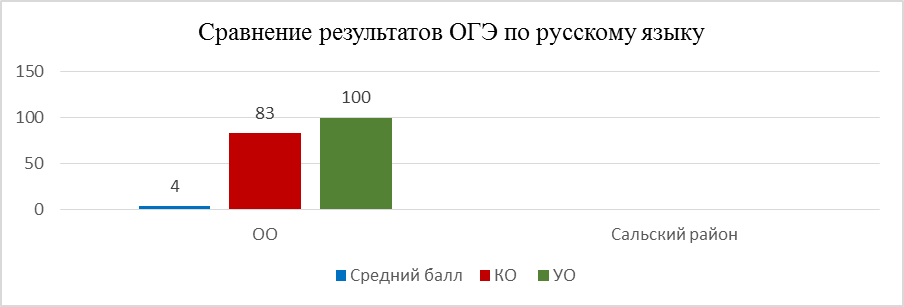 Сравнение результатов ОГЭ по русскому языку
150
100
50
0
4
83
100
ОО
Сальский район
Средний балл
КО
УО